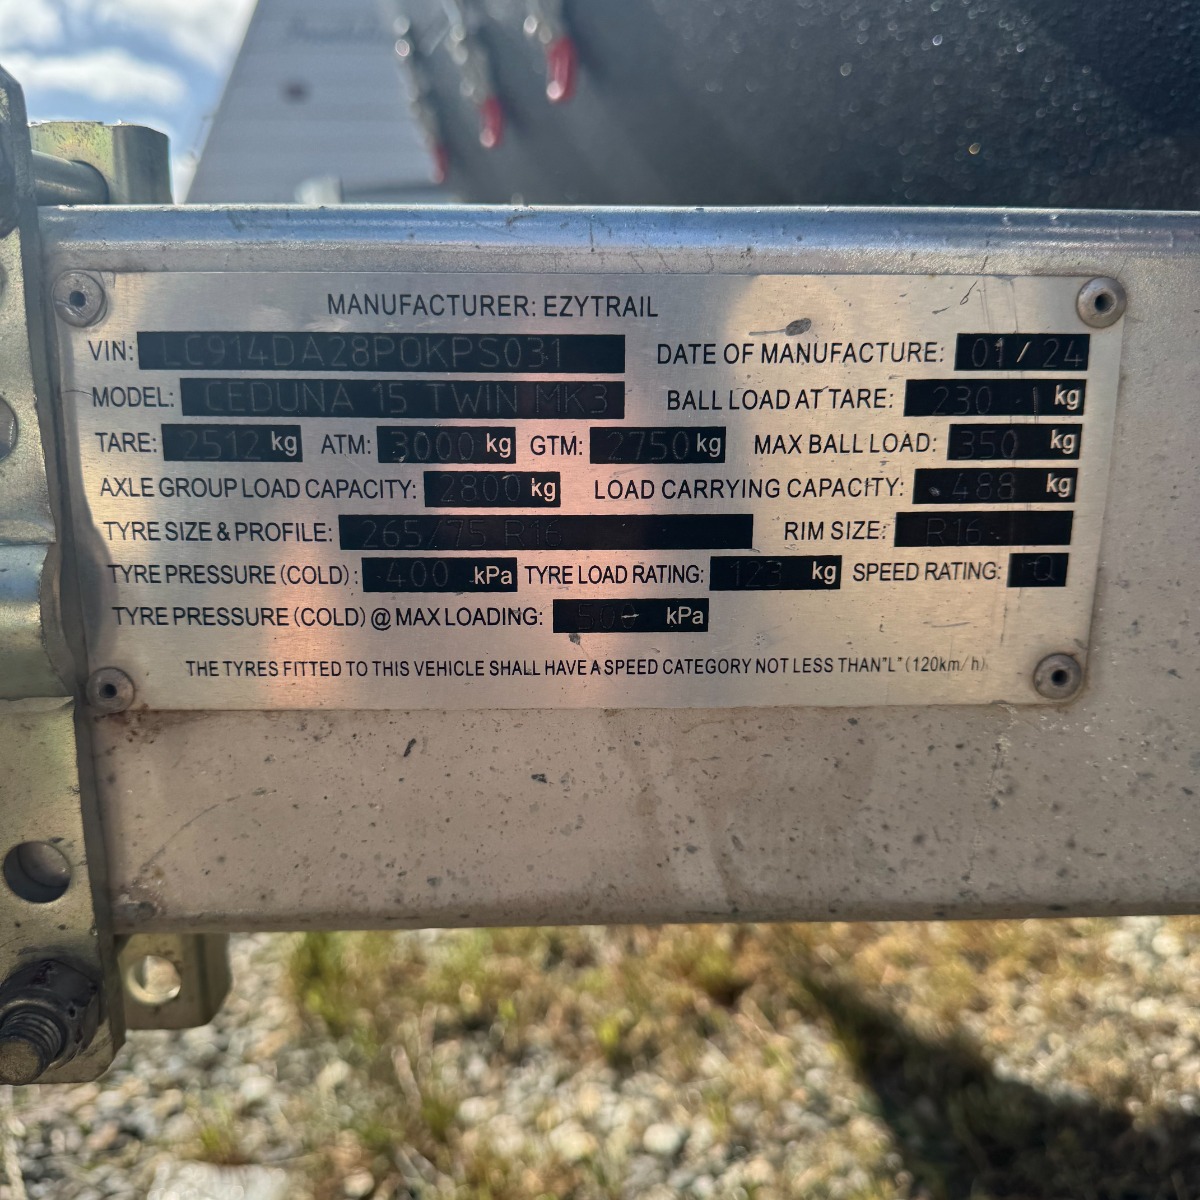 MANUFACTURER: EZYTRAIL
VIN: LC914DA28P0KPS031 DATE OF MANUFACTURE: 01/24
MODEL: CEDUNA 15 TWIN MK3 BALL LOAD AT TARE: 230 kg
TARE: 2512 kg ATM: 3000 kg GTM: 2750 kg MAX BALL LOAD: 350 kg
AXLE GROUP LOAD CAPACITY: 2800 kg LOAD CARRYING CAPACITY: 488 kg
TYRE SIZE & PROFILE: 265/75 R16 RIM SIZE: R16
TYRE PRESSURE (COLD): 400 kPa TYRE LOAD RATING: 123 kg SPEED RATING: Q
TYRE PRESSURE (COLD) @ MAX LOADING: 500 kPa
THE TYRES FITTED TO THIS VEHICLE SHALL HAVE A SPEED CATEGORY NOT LESS THAN "L" (120km/h).